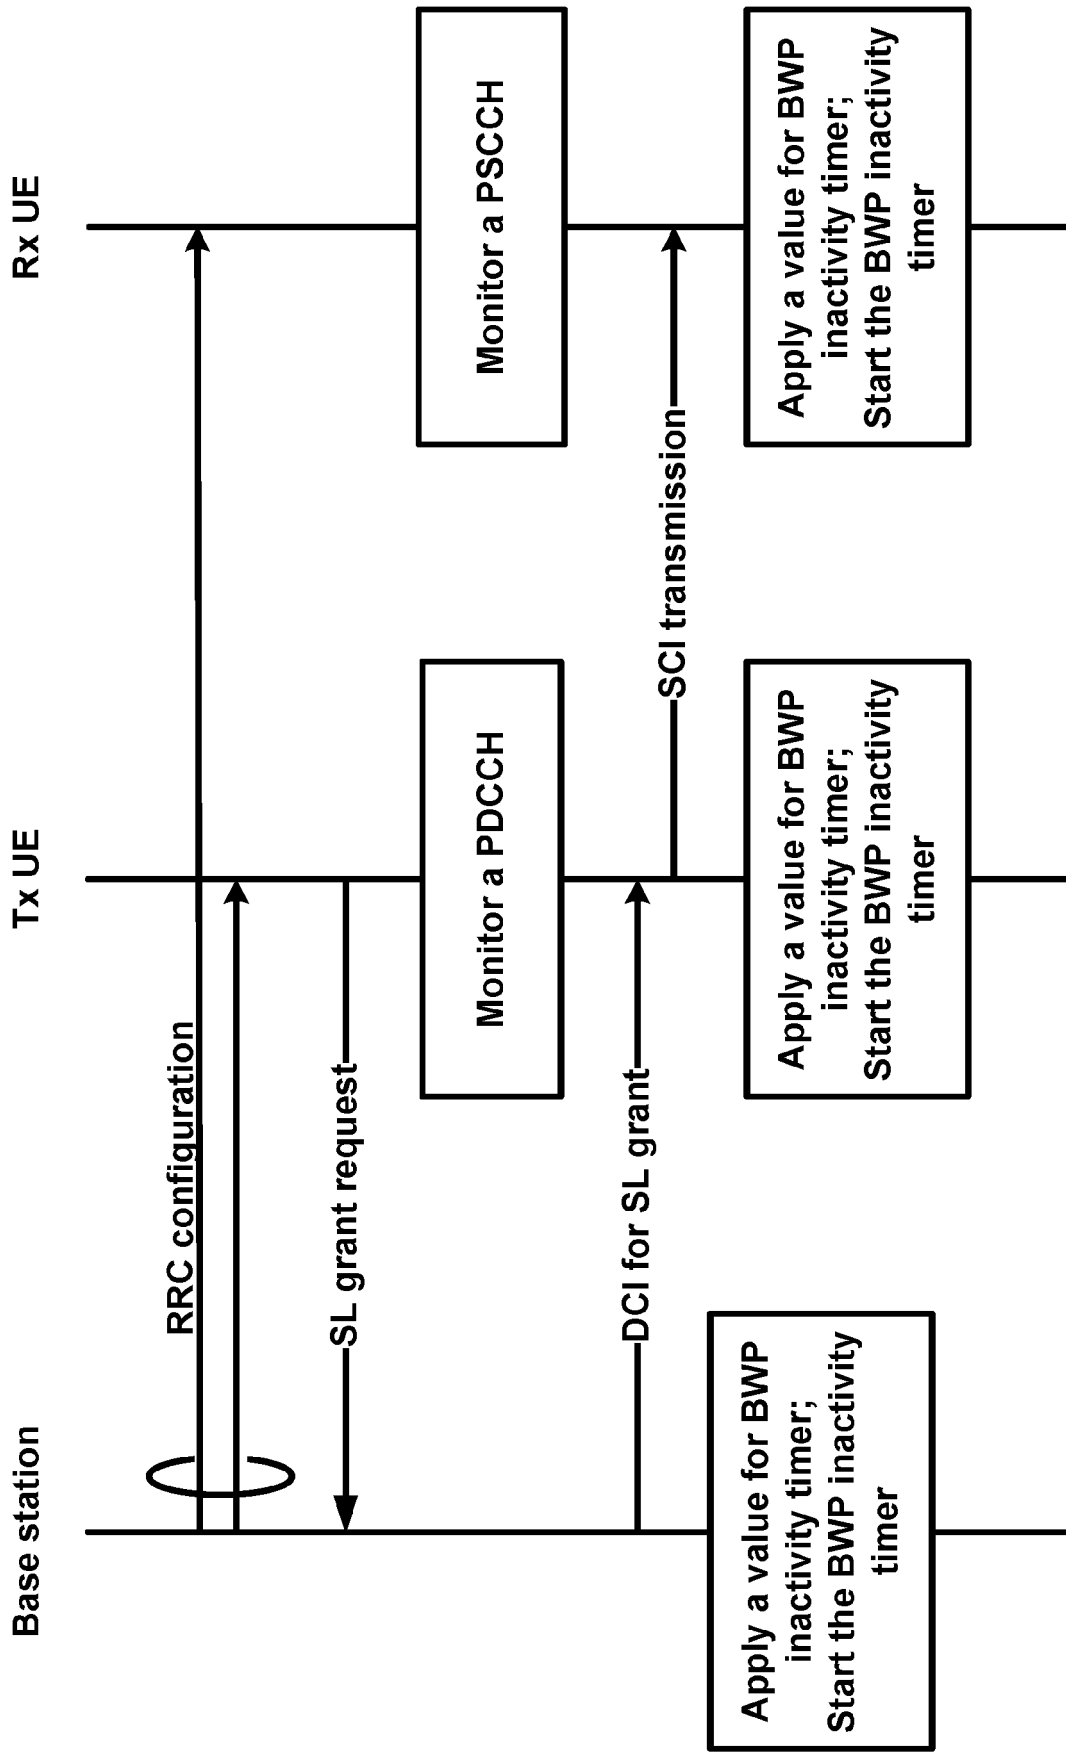 Base station
Tx UE
Rx UE
RRC configuration
SL grant request
Monitor a PDCCH
Monitor a PSCCH
DCI for SL grant
SCI transmission
Apply a value for BWP
inactivity timer;
Start the BWP inactivity
timer
Apply a value for BWP
inactivity timer;
Start the BWP inactivity
timer
Apply a value for BWP
inactivity timer;
Start the BWP inactivity
timer